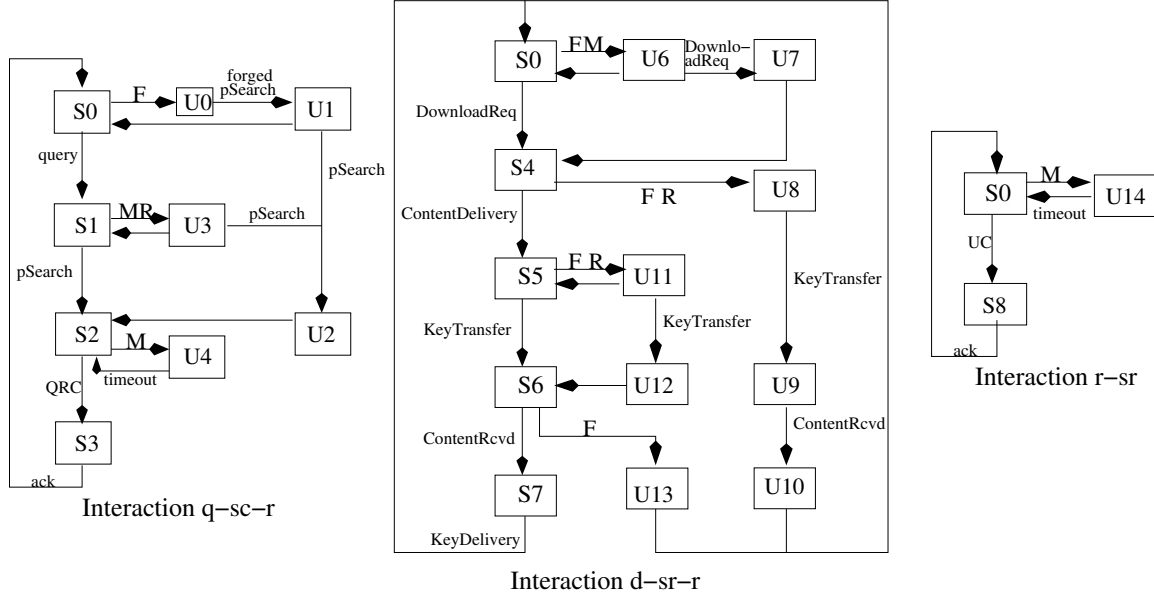 S0
F
U0
forged
pSearch
U1
query
pSearch
S1
MR
U3
pSearch
pSearch
S2
M
U4
U2
timeout
QRC
S3
ack
Interaction q−sc−r
S0
FM
U6
Downlo−
adReq
U7
DownloadReq
S4
F R
U8
ContentDelivery
S5
F R
U11
KeyTransfer
KeyTransfer
KeyTransfer
S6
U12
U9
ContentRcvd
F
ContentRcvd
S7
U13
U10
KeyDelivery
Interaction d−sr−r
S0
M
U14
timeout
UC
S8
ack
Interaction r−sr